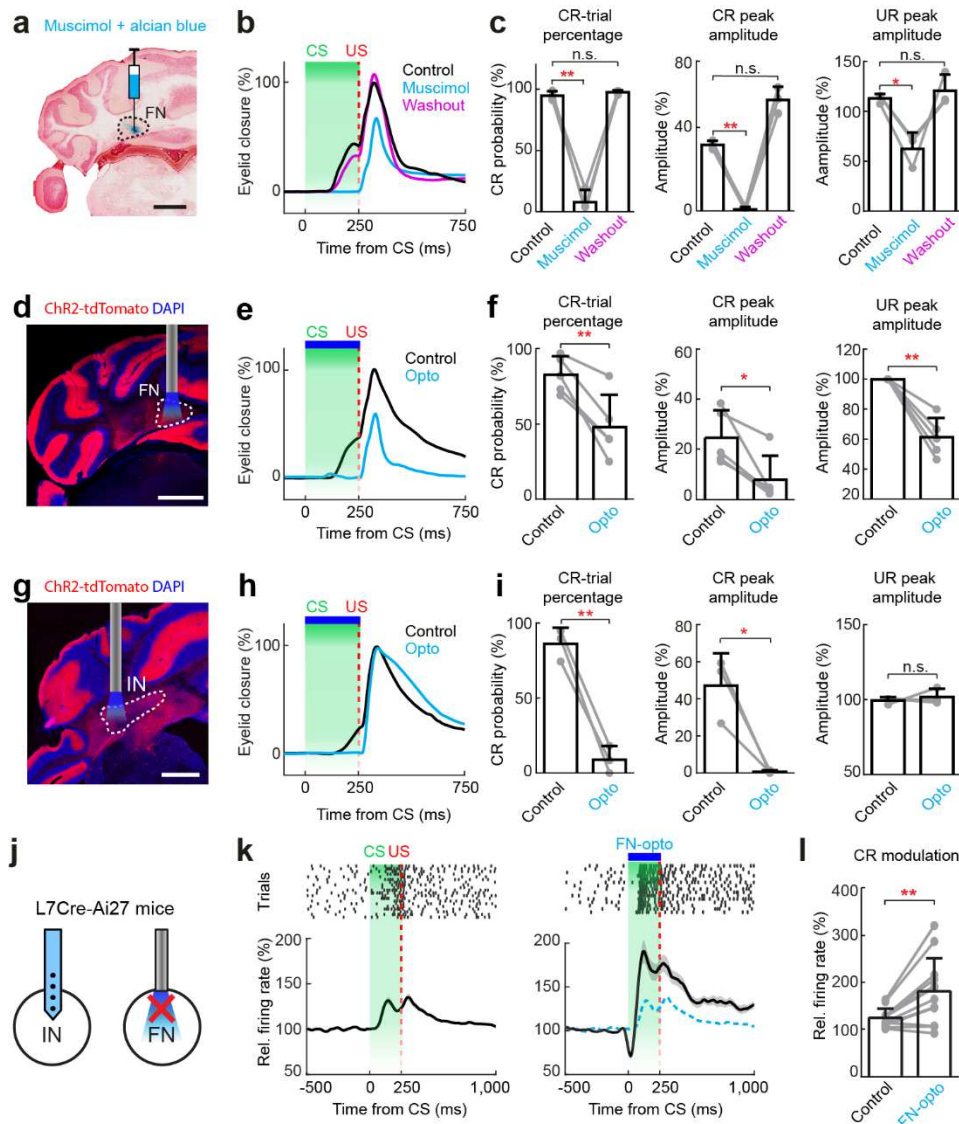 a
Muscimol + alcian blue
FN
b
CS US
Control
Muscimol
Washout
Eyelid closure (%)
100
0
0 250 750
Time from CS (ms)
c
CR-trial
percentage
n.s.
**
CR probability (%)
100
50
0
Control
Muscimol
Washout
CR peak
amplitude
n.s.
**
Amplitude (%)
80
40
0
Control
Muscimol
Washout
UR peak
amplitude
n.s.
*
Aamplitude (%)
150
100
50
0
Control
Muscimol
Washout
d
ChR2-tdTomato DAPI
FN
e
CS US
Control
Opto
Eyelid closure (%)
100
0
0 250 750
Time from CS (ms)
f
CR-trial
percentage
**
CR probability (%)
100
50
0
Control
Opto
CR peak
amplitude
*
Amplitude (%)
60
40
20
0
Control
Opto
UR peak
amplitude
**
Amplitude (%)
120
100
80
60
40
20
Control
Opto
g
ChR2-tdTomato DAPI
IN
h
CS US
Control
Opto
Eyelid closure (%)
100
0
0 250 750
Time from CS (ms)
i
CR-trial
percentage
**
CR probability (%)
100
50
0
Control
Opto
CR peak
amplitude
*
Amplitude (%)
80
60
40
20
0
Control
Opto
UR peak
amplitude
n.s.
Amplitude (%)
150
100
50
Control
Opto
j
L7Cre-Ai27 mice
IN
FN
k
CS US
Trials
Rel. firing rate (%)
200
150
100
50
-500 0 250 1,000
Time from CS (ms)
FN-opto
200
150
100
50
-500 0 250 1,000
Time from CS (ms)
l
CR modulation
**
Rel. firing rate (%)
400
300
200
100
0
Control
FN-opto